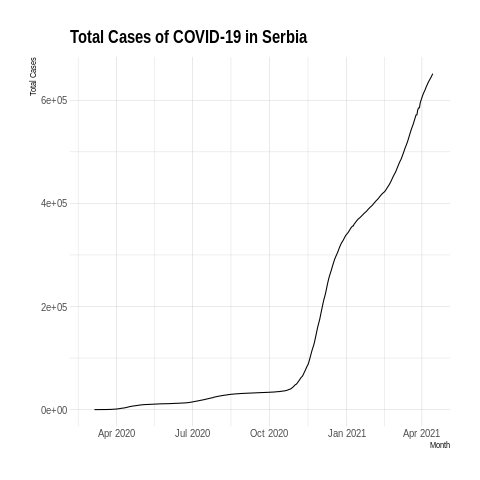 Total Cases of COVID-19 in Serbia
Total Cases
6e+05
4e+05
2e+05
0e+00
Apr 2020 Jul 2020 Oct 2020 Jan 2021 Apr 2021
Month